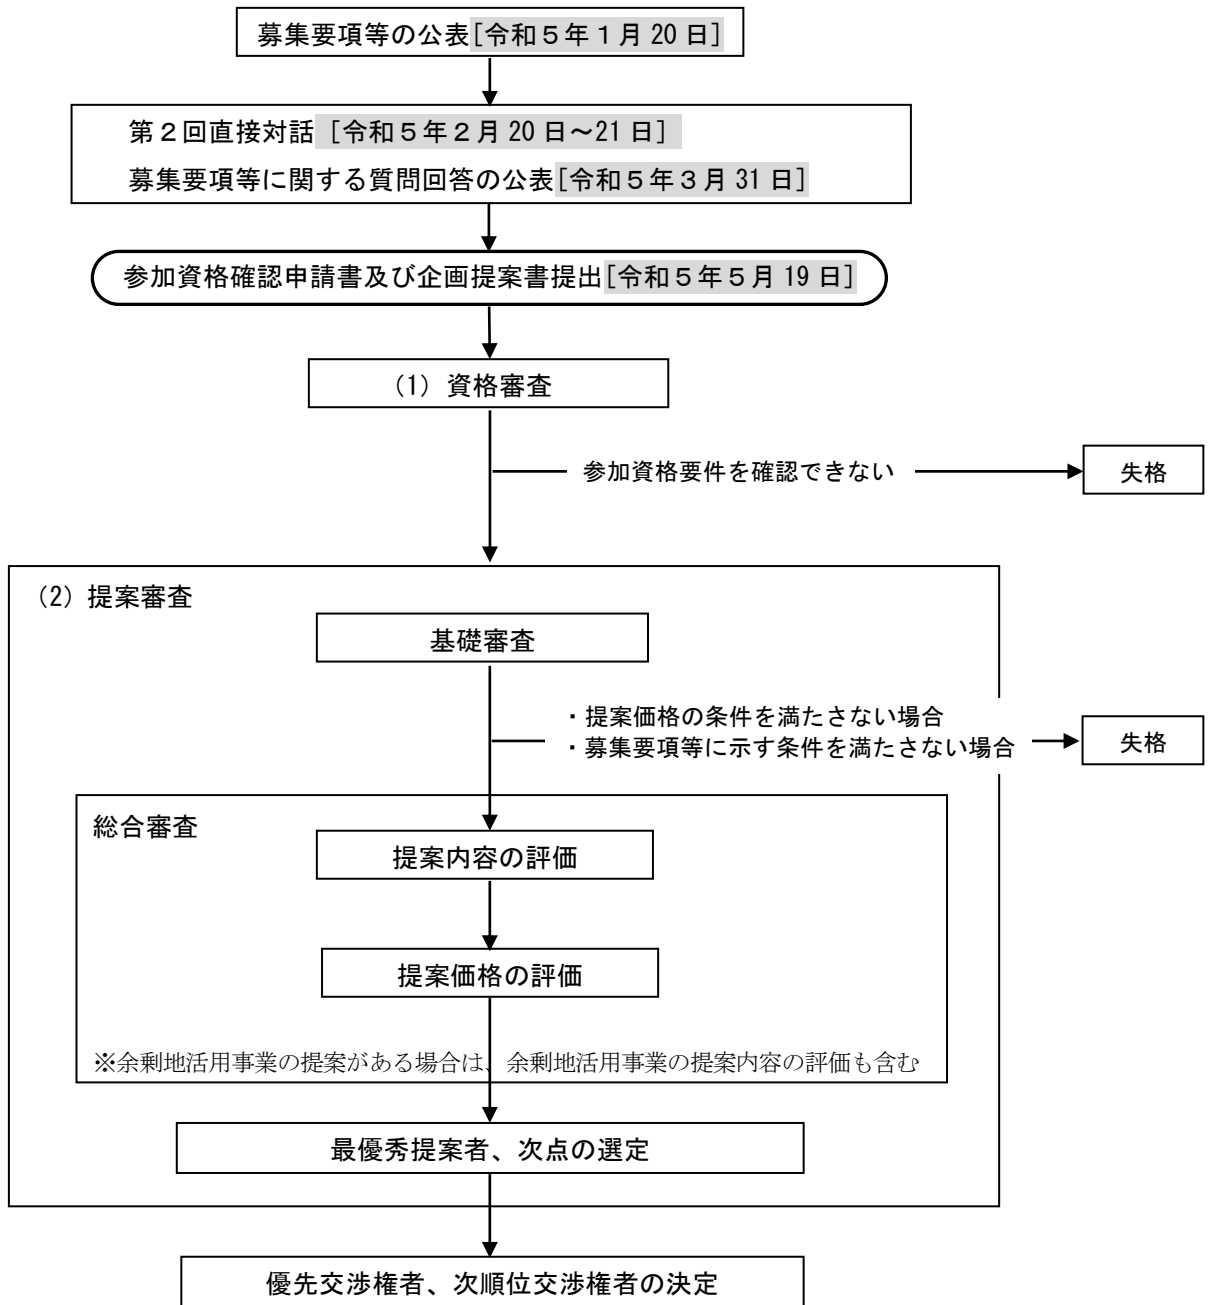 募集要項等の公表[令和５年１月 20 日]
第２回直接対話 [令和５年２月 20 日～21 日]
募集要項等に関する質問回答の公表[令和５年３月 31 日]
参加資格確認申請書及び企画提案書提出[令和５年５月 19 日]
（1）資格審査
参加資格要件を確認できない
失格
（2）提案審査
基礎審査
・提案価格の条件を満たさない場合
・募集要項等に示す条件を満たさない場合
失格
総合審査
提案内容の評価
提案価格の評価
※余剰地活用事業の提案がある場合は、余剰地活用事業の提案内容の評価も含む
最優秀提案者、次点の選定
優先交渉権者、次順位交渉権者の決定